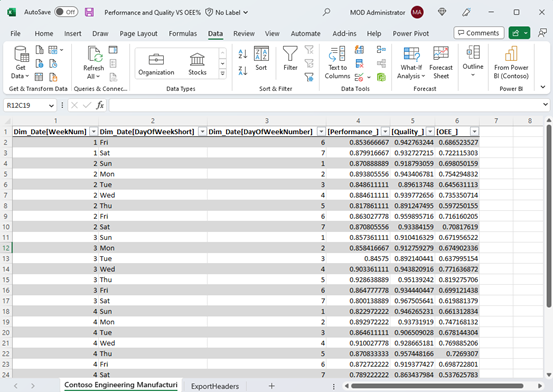 AutoSave Off Performance and Quality VS OEE% No Label MOD Administrator MA
File Home Insert Draw Page Layout Formulas Data Review View Automate Add-ins Help Power Pivot Comments
Get Data Refresh All Organization Stocks Sort Filter Text to Columns What-If Analysis Forecast Sheet Outline From Power BI (Contoso)
Get & Transform Data Queries & Connec... Data Types Sort & Filter Data Tools Forecast Power BI
R12C19 fx
1 2 3 4 5 6 7 8
1 Dim_Date[WeekNum] Dim_Date[DayOfWeekShort] Dim_Date[DayOfWeekNumber] [Performance_] [Quality_] [OEE_]
2 1 Fri 6 0.853666667 0.942763244 0.686523527
3 1 Sat 7 0.879916667 0.932727215 0.722115303
4 2 Sun 1 0.870888889 0.918793059 0.698050159
5 2 Mon 2 0.893805556 0.943406781 0.754294832
6 2 Tue 3 0.848611111 0.89613748 0.645631113
7 2 Wed 4 0.884611111 0.939772656 0.735350714
8 2 Thu 5 0.817861111 0.891247495 0.597250155
9 2 Fri 6 0.863027778 0.959895716 0.716160205
10 2 Sat 7 0.870805556 0.93384159 0.70817619
11 3 Sun 1 0.857361111 0.910416329 0.671956522
12 3 Mon 2 0.858416667 0.912759279 0.674902336
13 3 Tue 3 0.84575 0.892140441 0.637995154
14 3 Wed 4 0.903361111 0.943820916 0.771636872
15 3 Thu 5 0.928638889 0.95139242 0.819275706
16 3 Fri 6 0.864777778 0.934440447 0.699121438
17 3 Sat 7 0.800138889 0.967505641 0.619881379
18 4 Sun 1 0.822972222 0.946265231 0.661312834
19 4 Mon 2 0.892972222 0.93731919 0.747168132
20 4 Tue 3 0.864611111 0.906509028 0.678144304
21 4 Wed 4 0.910027778 0.928665181 0.769885206
22 4 Thu 5 0.870833333 0.957448166 0.7269307
23 4 Fri 6 0.872722222 0.919377427 0.698722801
24 4 Sat 7 0.789222222 0.863437984 0.537625783
Contoso Engineering Manufacturi ExportHeaders